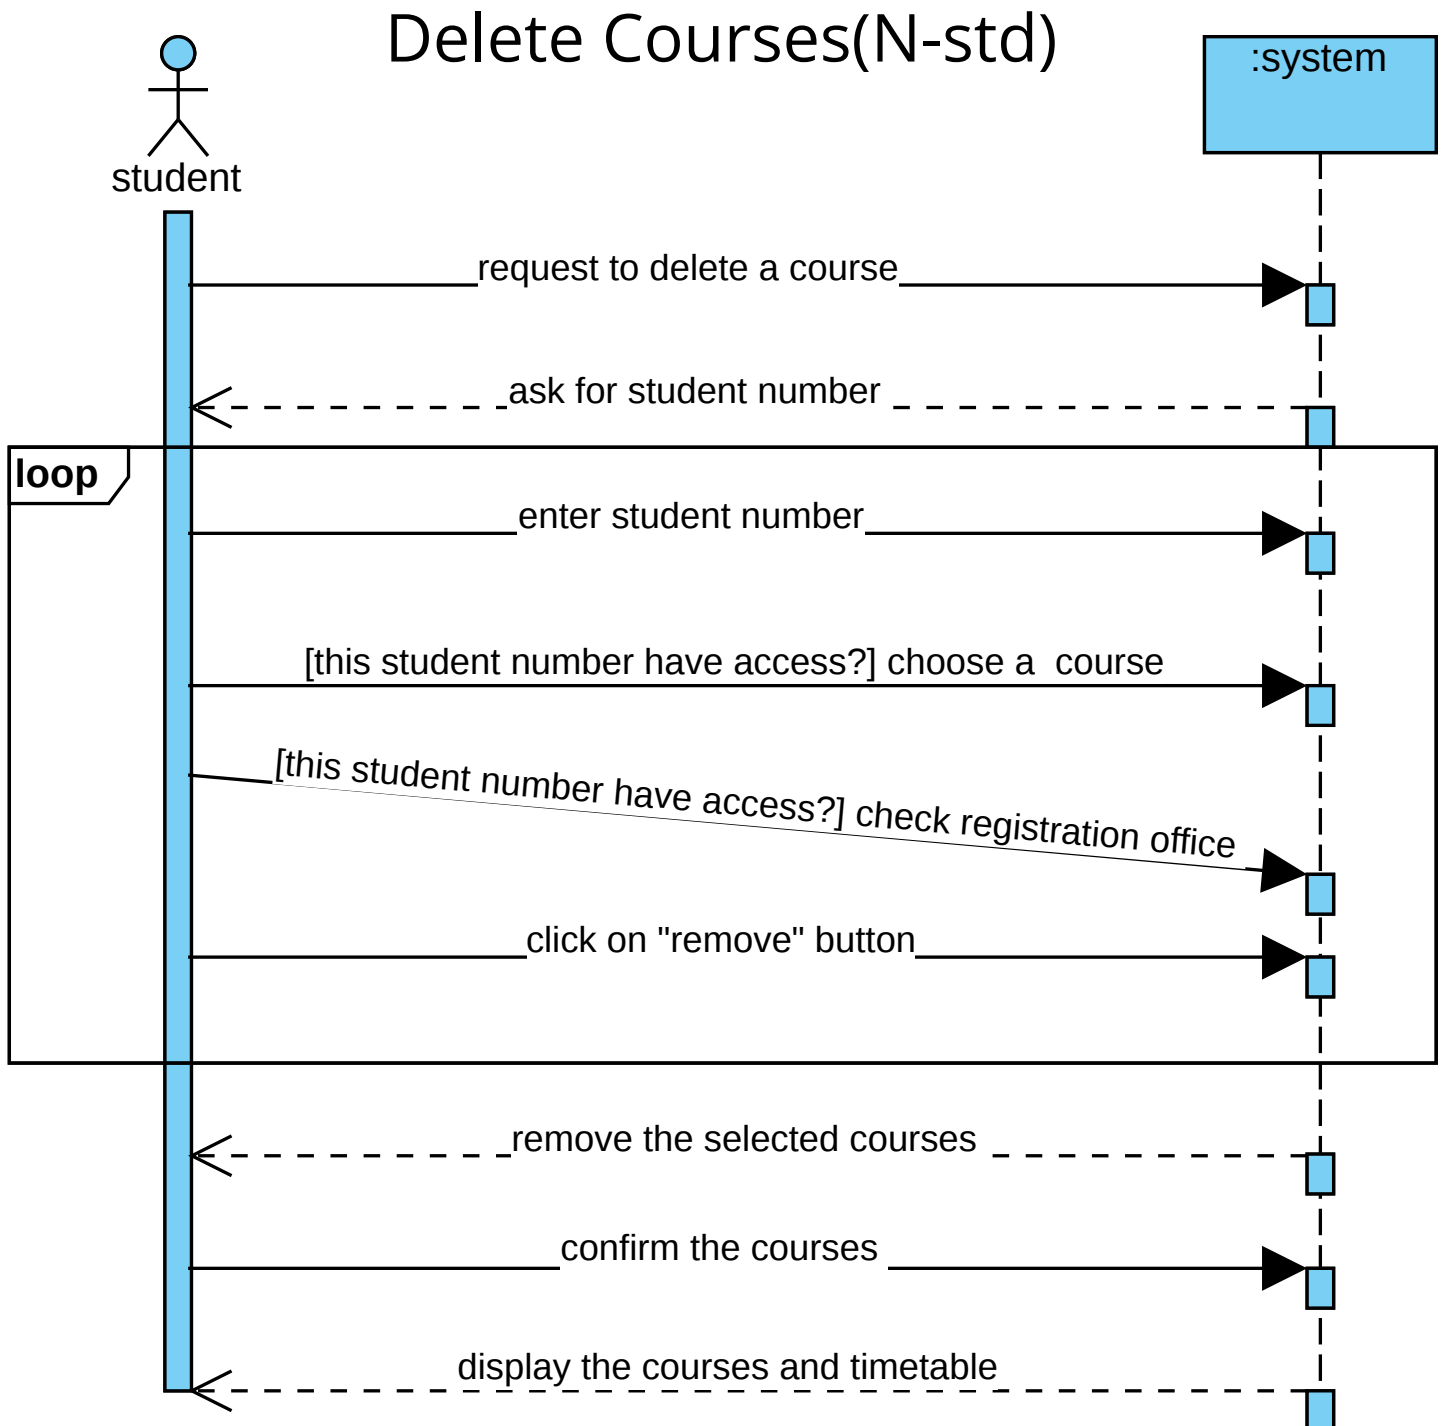 Delete Courses(N-std)
:system
student
request to delete a course
ask for student number
loop
enter student number
[this student number have access?] choose a  course
[this student number have access?] check registration office
click on "remove" button
remove the selected courses
confirm the courses
display the courses and timetable